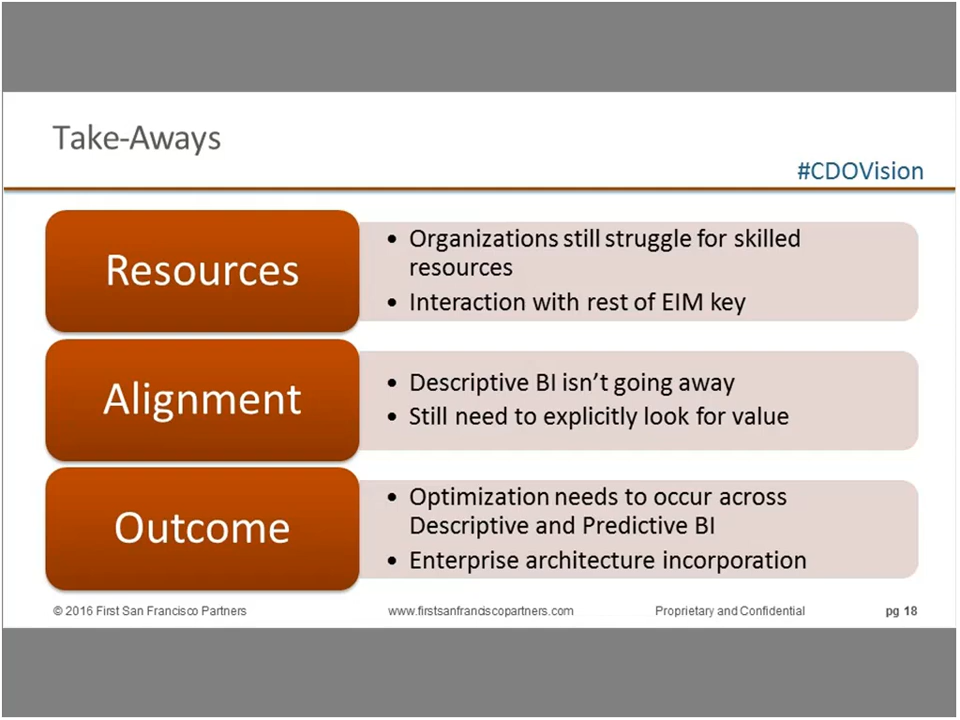 Take-Aways
#CDOVision
Resources
• Organizations still struggle for skilled
resources
• Interaction with rest of EIM key
Alignment
• Descriptive BI isn't going away
• Still need to explicitly look for value
Outcome
• Optimization needs to occur across
Descriptive and Predictive BI
• Enterprise architecture incorporation
© 2016 First San Francisco Partners www.firstsanfranciscopartners.com Proprietary and Confidential pg 18